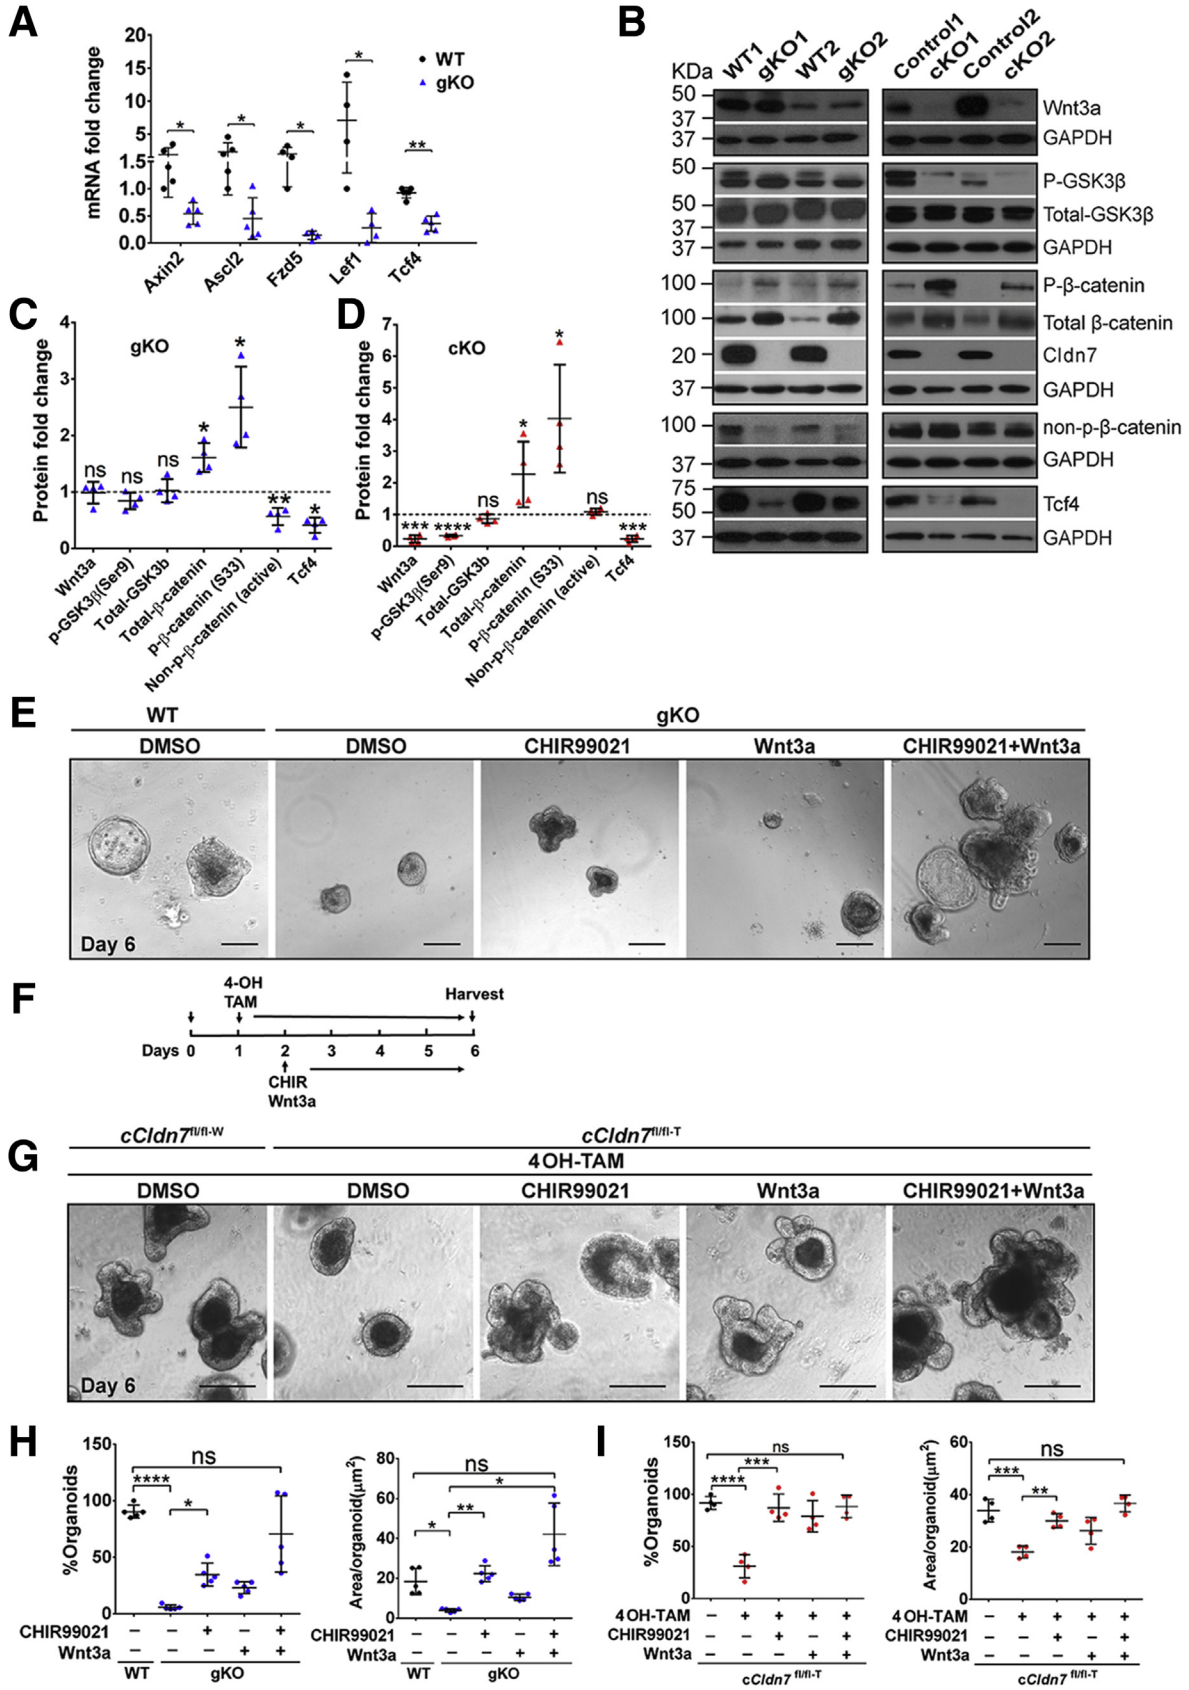 A
mRNA fold change
20
15
10
5
1.5
1.0
0.5
0.0
WT
gKO
*
*
*
*
**
Axin2
Ascl2
Fzd5
Lef1
Tcf4
B
KDa
WT1
gKO1
WT2
gKO2
Control1
cKO1
Control2
cKO2
50
37
Wnt3a
37
GAPDH
50
P-GSK3β
50
37
Total-GSK3β
37
GAPDH
100
P-β-catenin
100
Total β-catenin
20
Cldn7
37
GAPDH
100
non-p-β-catenin
37
GAPDH
75
50
Tcf4
37
GAPDH
C
Protein fold change
4
3
2
1
0
gKO
ns
ns
ns
*
*
**
*
Wnt3a
p-GSK3β(Ser9)
Total-GSK3b
Total-β-catenin
p-β-catenin (S33)
Non-p-β-catenin (active)
Tcf4
D
Protein fold change
7
6
5
4
3
2
1
0
cKO
***
****
ns
*
*
ns
***
Wnt3a
p-GSK3β(Ser9)
Total-GSK3b
Total-β-catenin
p-β-catenin (S33)
Non-p-β-catenin (active)
Tcf4
E
WT
gKO
DMSO
DMSO
CHIR99021
Wnt3a
CHIR99021+Wnt3a
Day 6
F
4-OH
TAM
Harvest
Days 0 1 2 3 4 5 6
CHIR
Wnt3a
G
cCldn7fl/fl-W
cCldn7fl/fl-T
4OH-TAM
DMSO
DMSO
CHIR99021
Wnt3a
CHIR99021+Wnt3a
Day 6
H
%Organoids
150
100
50
0
ns
****
*
CHIR99021 – – + – +
Wnt3a – – – + +
WT
gKO
Area/organoid(μm2)
80
60
40
20
0
ns
*
**
*
CHIR99021 – – + – +
Wnt3a – – – + +
WT
gKO
I
%Organoids
150
100
50
0
ns
***
****
4OH-TAM – + + + +
CHIR99021 – – + – +
Wnt3a – – – + +
cCldn7 fl/fl-T
Area/organoid(μm2)
60
40
20
0
ns
***
**
4OH-TAM – + + + +
CHIR99021 – – + – +
Wnt3a – – – + +
cCldn7 fl/fl-T